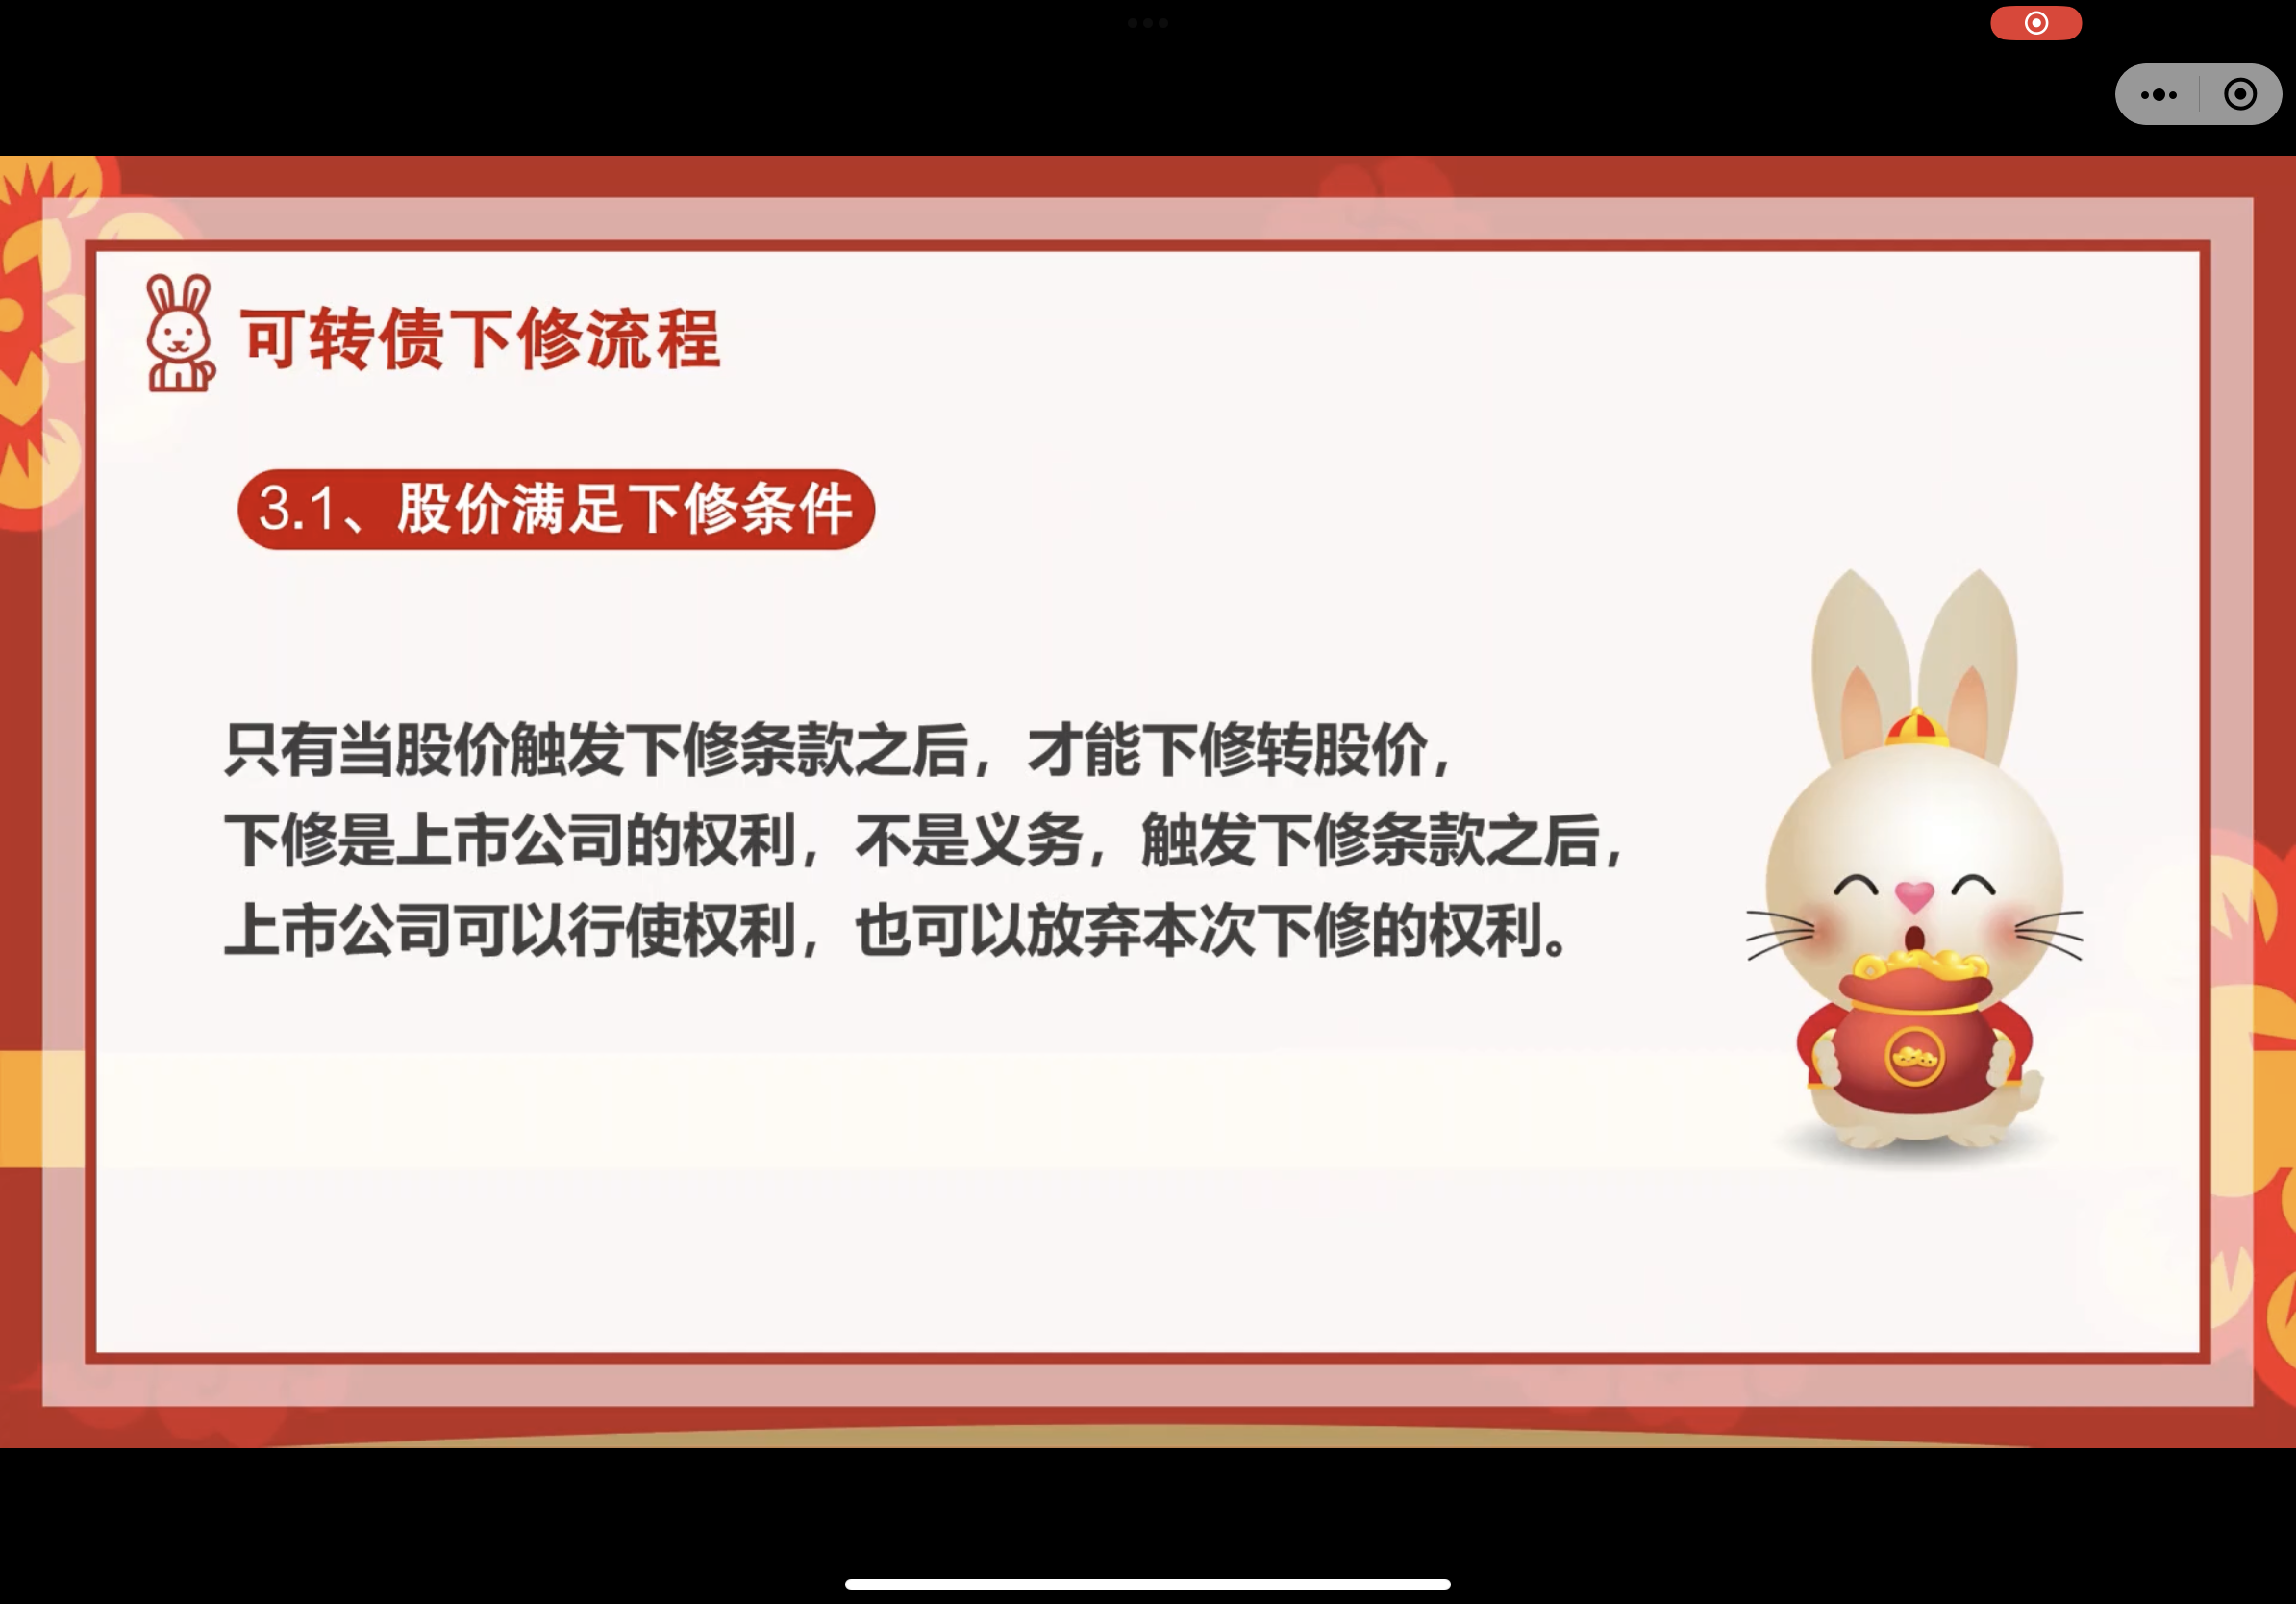 可转债下修流程
3.1、股价满足下修条件
只有当股价触发下修条款之后，才能下修转股价，
下修是上市公司的权利，不是义务，触发下修条款之后，
上市公司可以行使权利，也可以放弃本次下修的权利。